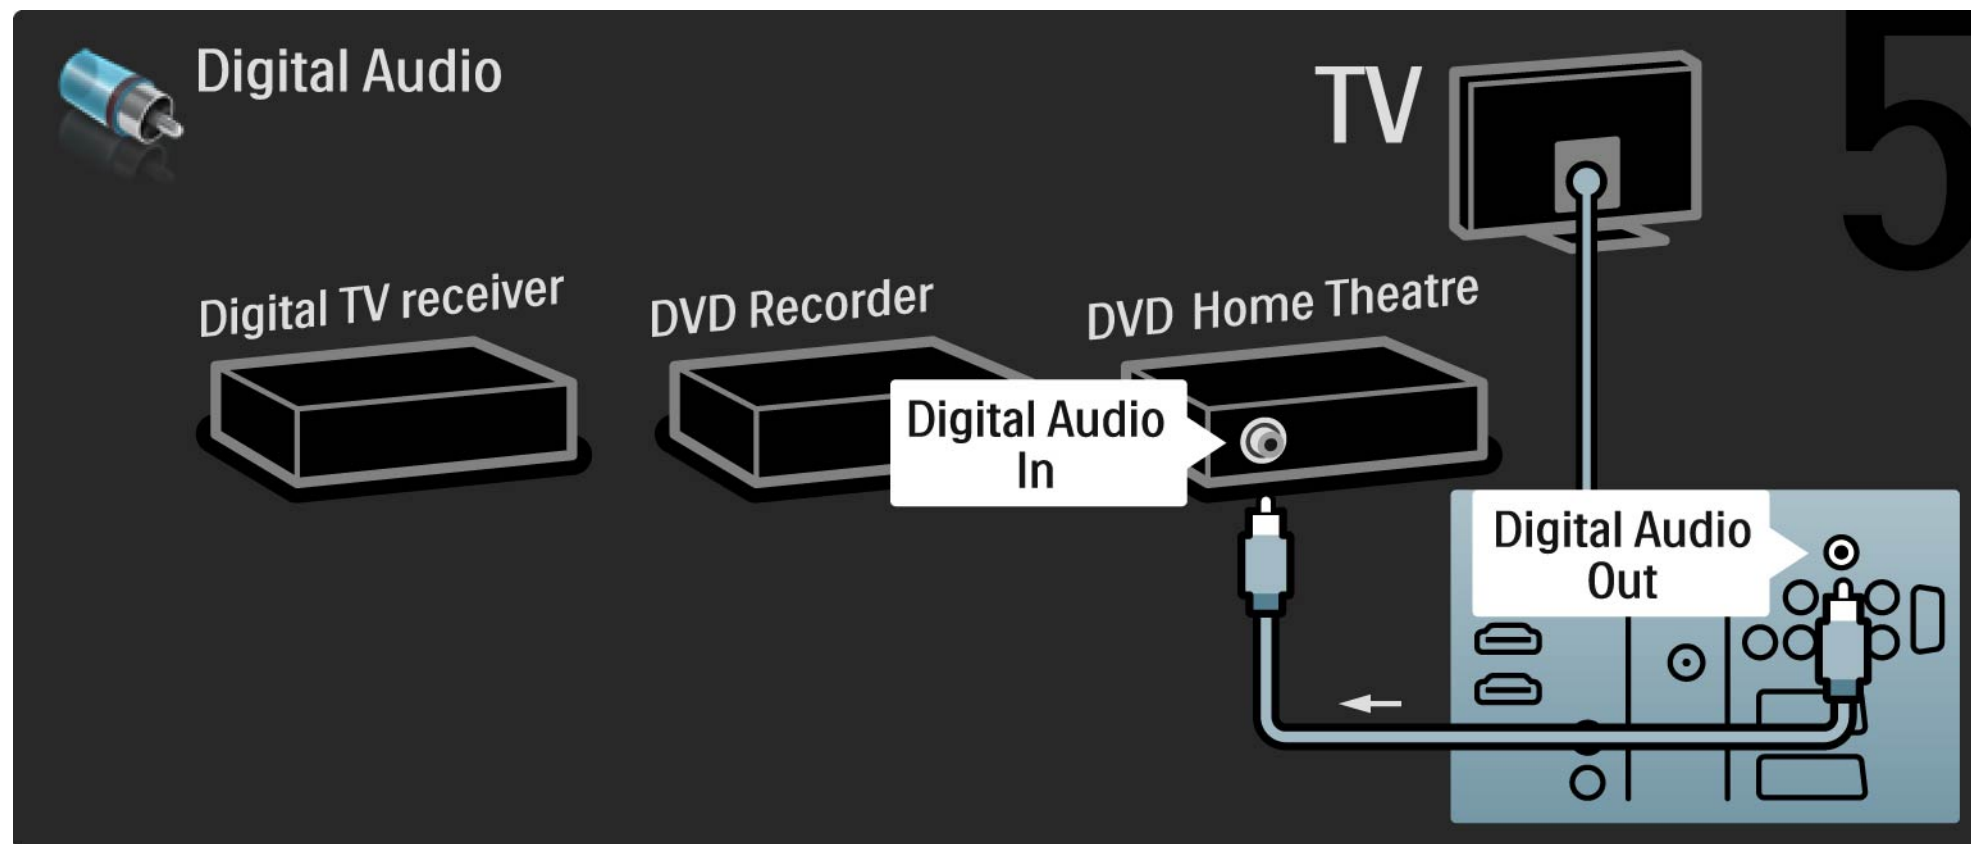 Digital Audio
TV
5
Digital TV receiver
DVD Recorder
DVD Home Theatre
Digital Audio
In
Digital Audio
Out